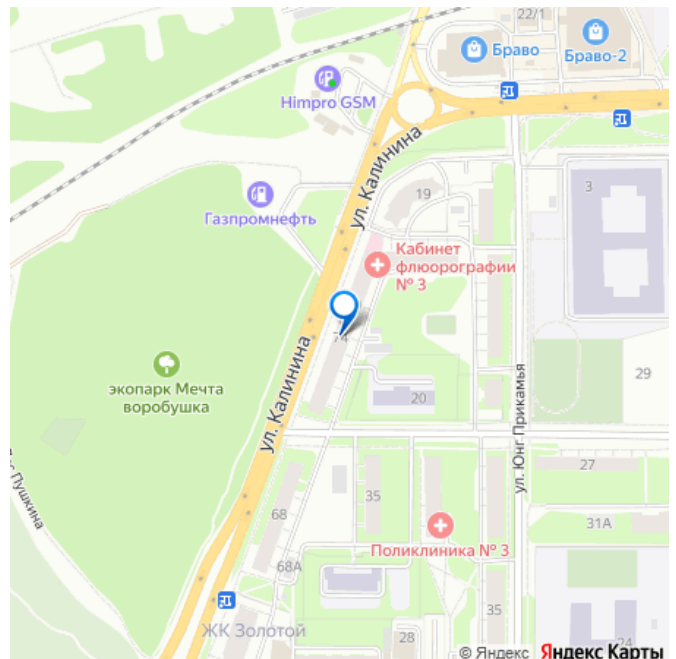 22/1
Браво
Браво-2
Himpro GSM
ул. Калинина
3
19
Газпромнефть
Кабинет
флюорографии
№ 3
74
экопарк Мечта
воробушка
ул. Калинина
29
20
ул. Юнг Прикамья
27
Пушкина
35
68
31А
Поликлиника № 3
68А
35
ЖК Золотой
28
24
© Яндекс Яндекс Карты